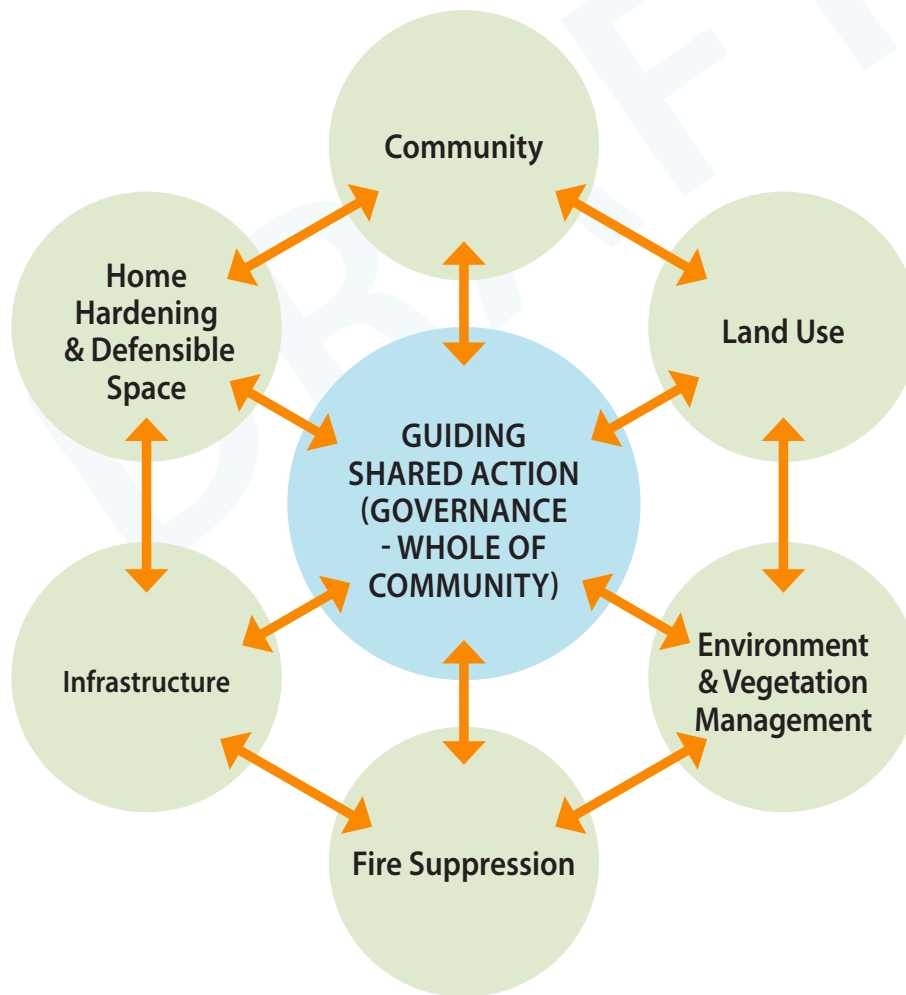 DRAFT
Community
Home
Hardening
& Defensible
Space
Land Use
GUIDING
SHARED ACTION
(GOVERNANCE
- WHOLE OF
COMMUNITY)
Infrastructure
Environment
& Vegetation
Management
Fire Suppression